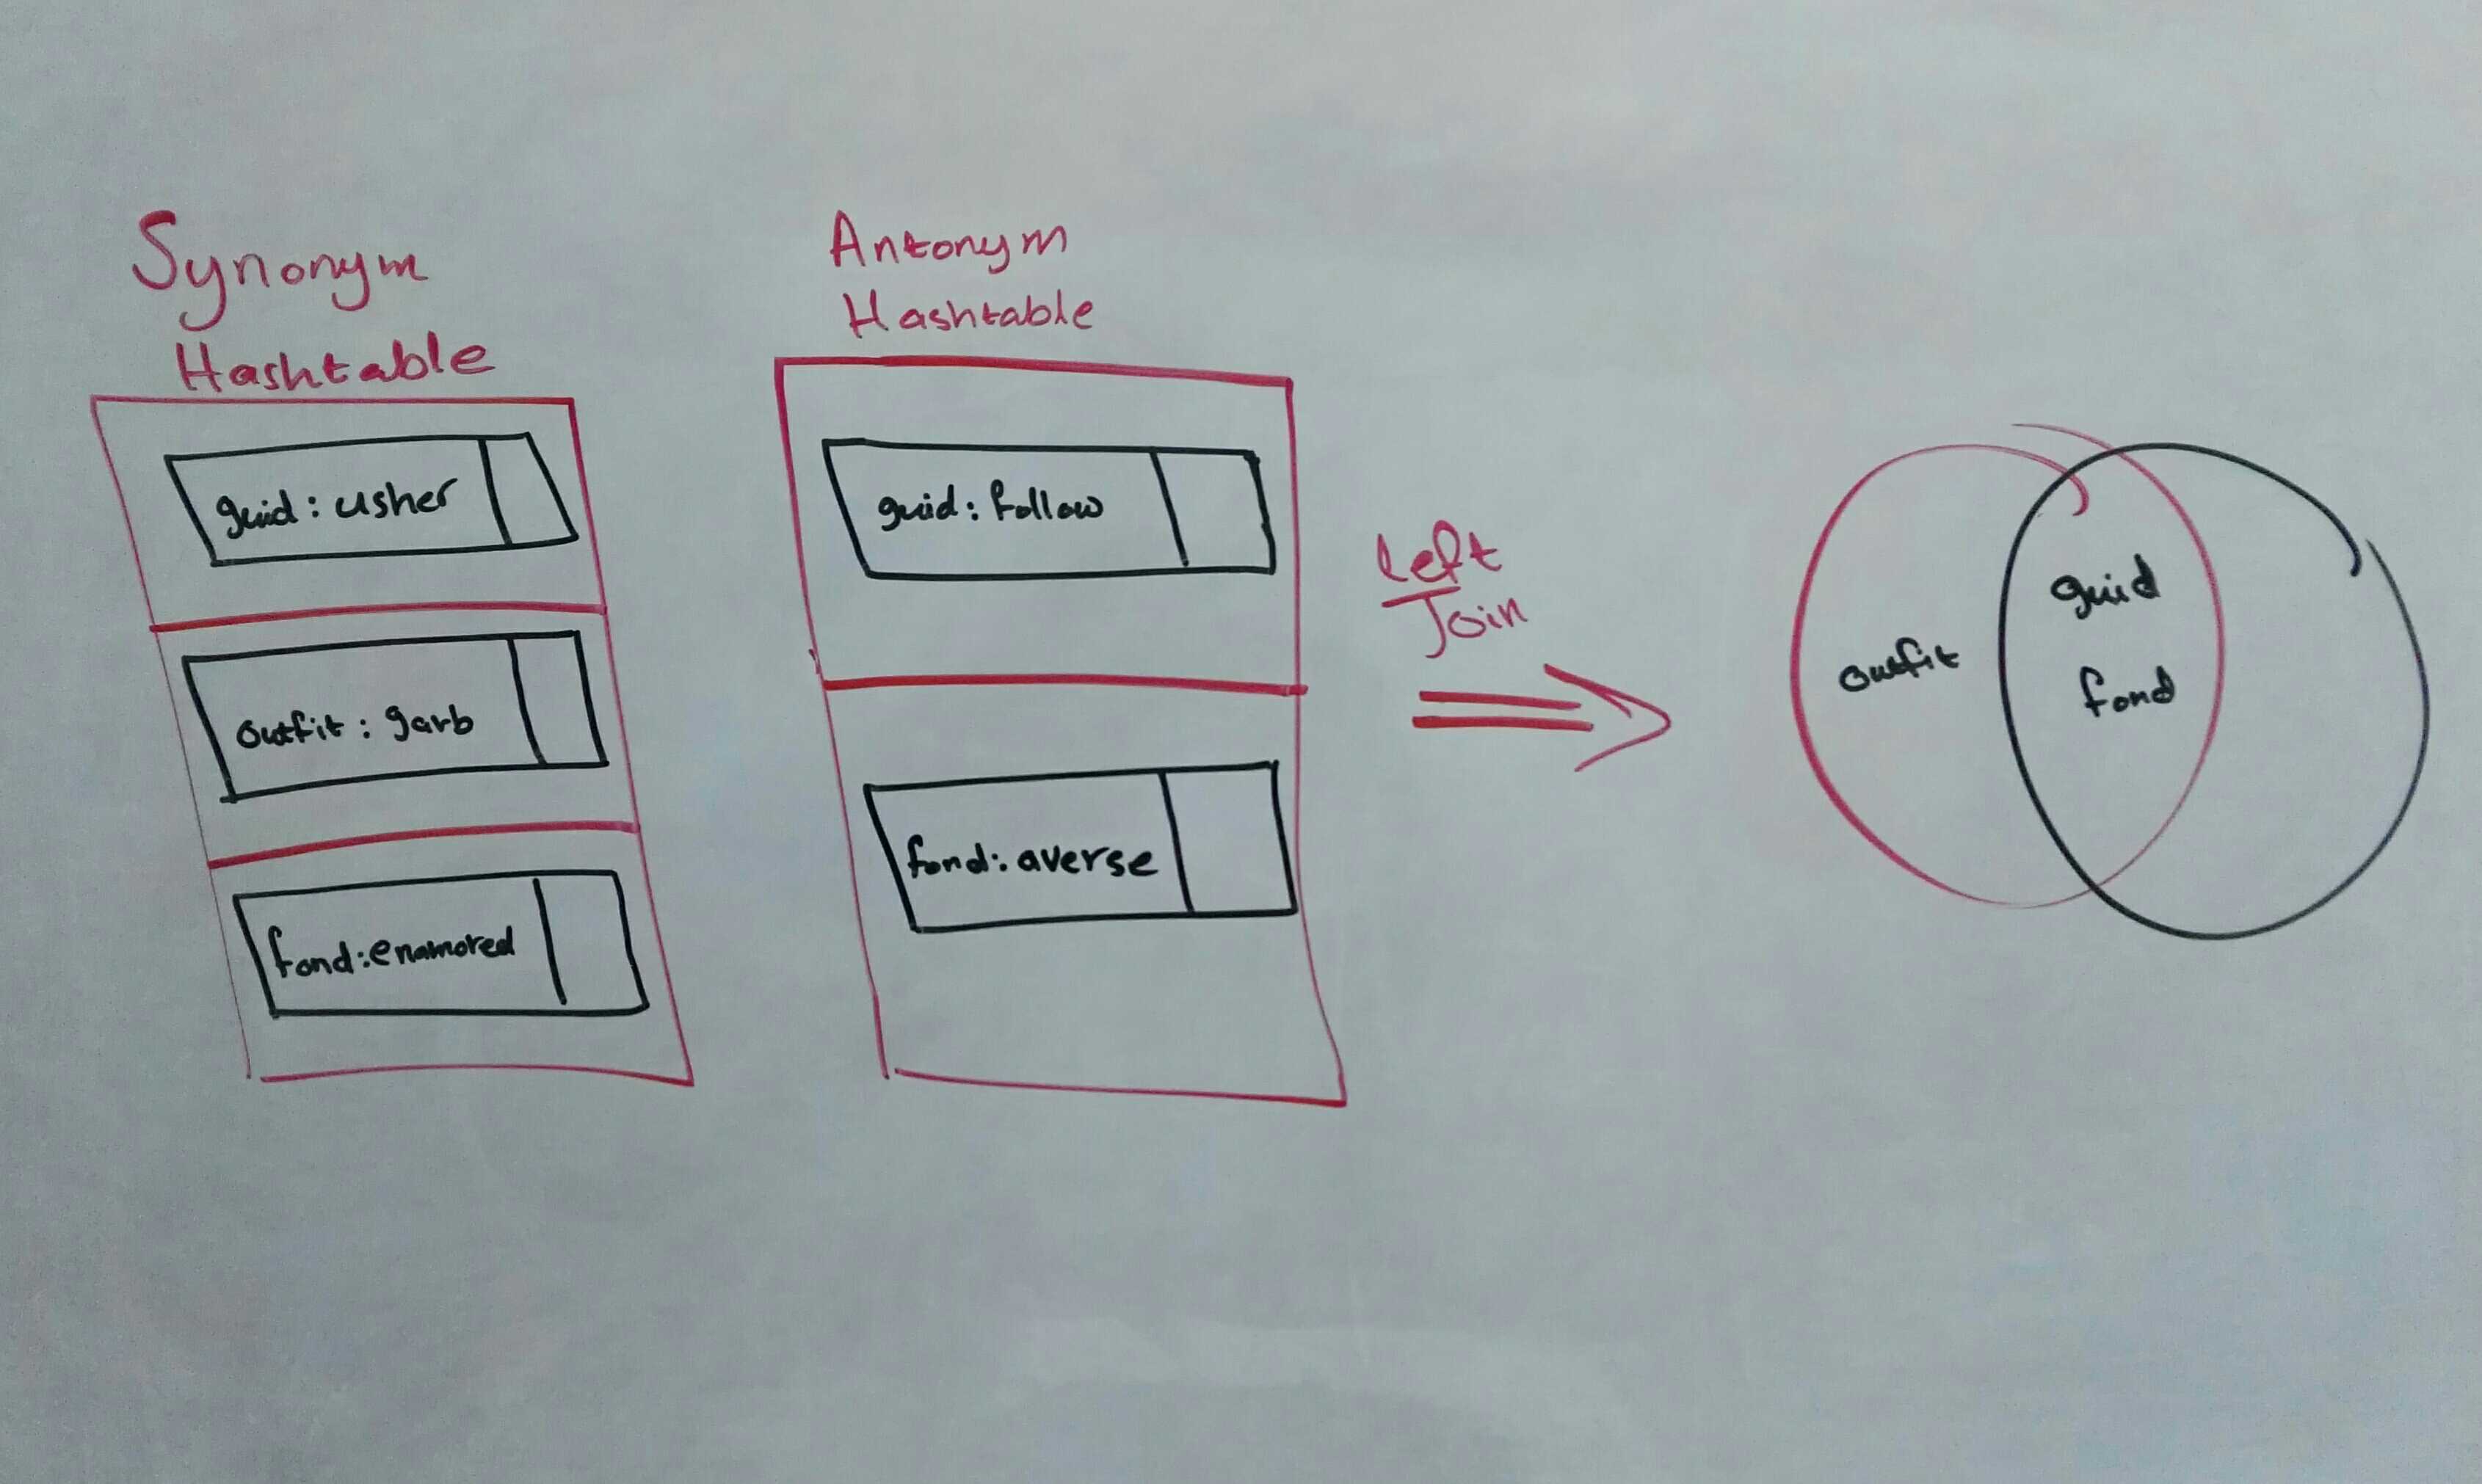 Synonym
Hashtable
guid: usher
outfit: garb
fond: enamored
Antonym
Hashtable
guid: follow
fond: averse
Left
Join
outfit
guid
fond